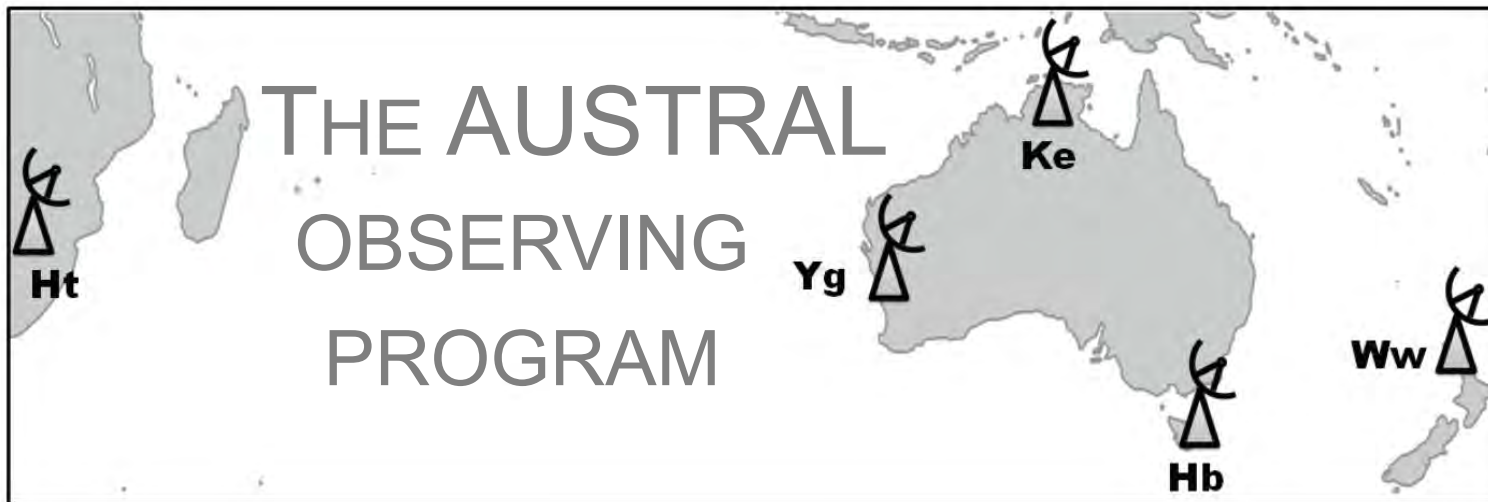 THE AUSTRAL
OBSERVING
PROGRAM
Ke
Ht
Yg
Ww
Hb